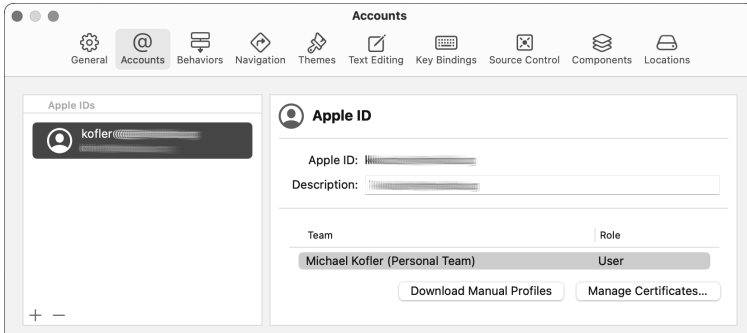 Accounts
General Accounts Behaviors Navigation Themes Text Editing Key Bindings Source Control Components Locations
Apple IDs
kofler
Apple ID
Apple ID:
Description:
Team Role
Michael Kofler (Personal Team) User
Download Manual Profiles Manage Certificates...